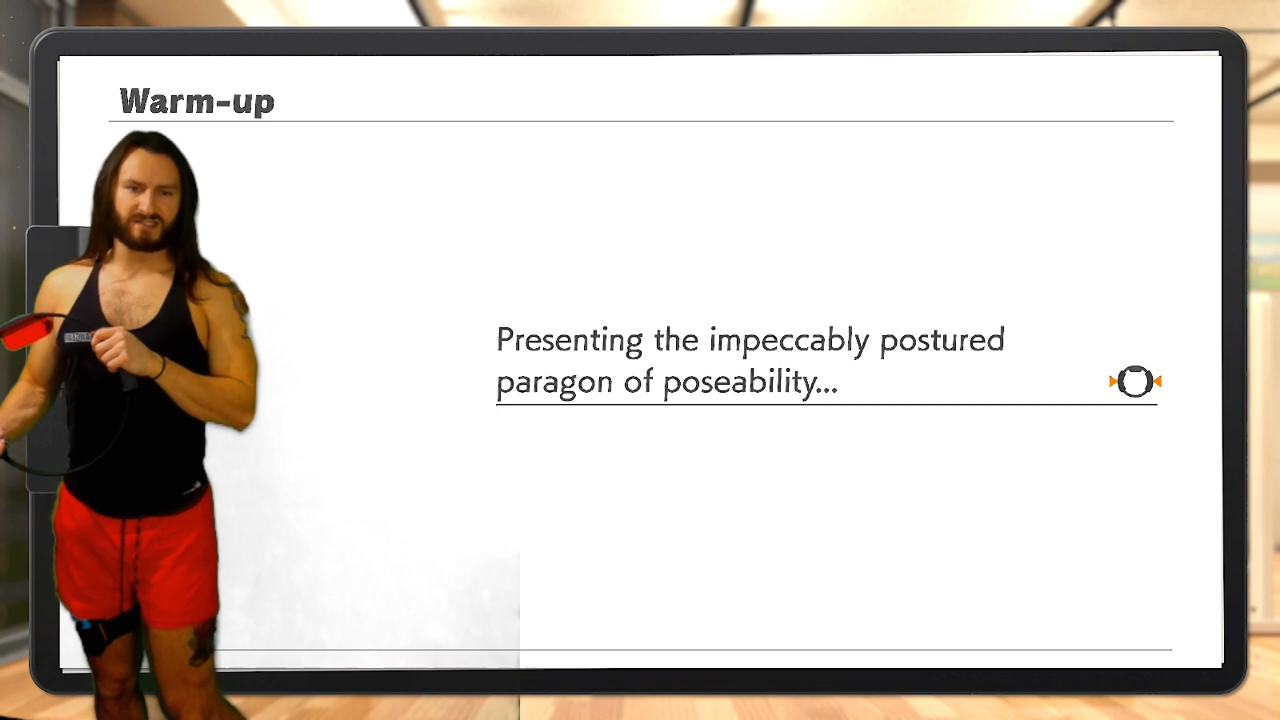 Warm-up
Presenting the impeccably postured
paragon of poseability...